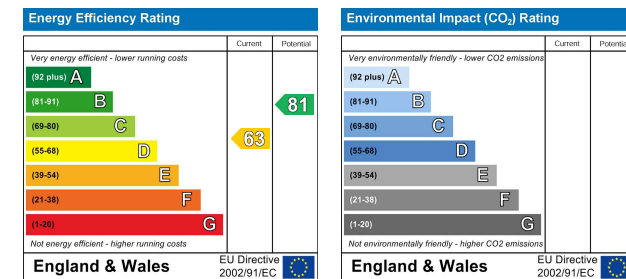 Energy Efficiency Rating
Current Potential
Very energy efficient - lower running costs
(92 plus) A
(81-91) B
81
(69-80) C
63
(55-68) D
(39-54) E
(21-38) F
(1-20) G
Not energy efficient - higher running costs
England & Wales
EU Directive
2002/91/EC
Environmental Impact (CO₂) Rating
Current Potential
Very environmentally friendly - lower CO2 emissions
(92 plus) A
(81-91) B
(69-80) C
(55-68) D
(39-54) E
(21-38) F
(1-20) G
Not environmentally friendly - higher CO2 emissions
England & Wales
EU Directive
2002/91/EC